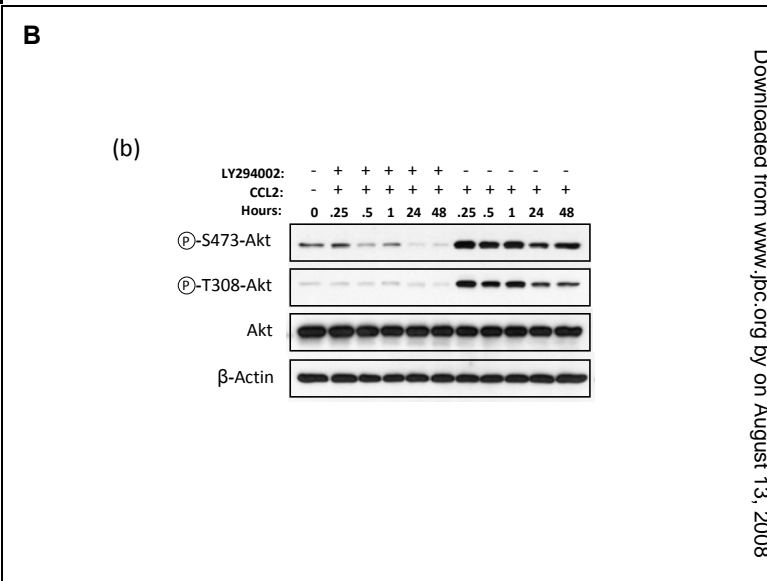 B
(b)
LY294002: - + + + + + - - - - -
CCL2: - + + + + + + + + + +
Hours: 0 .25 .5 1 24 48 .25 .5 1 24 48
Ⓟ-S473-Akt
Ⓟ-T308-Akt
Akt
β-Actin
Downloaded from www.jbc.org by on August 13, 2008